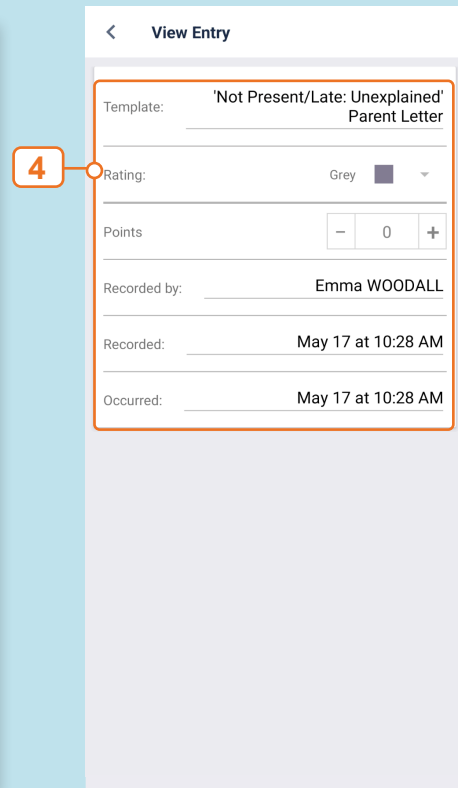 View Entry
Template:
'Not Present/Late: Unexplained'
Parent Letter
4
Rating:
Grey
Points
− 0 +
Recorded by:
Emma WOODALL
Recorded:
May 17 at 10:28 AM
Occurred:
May 17 at 10:28 AM